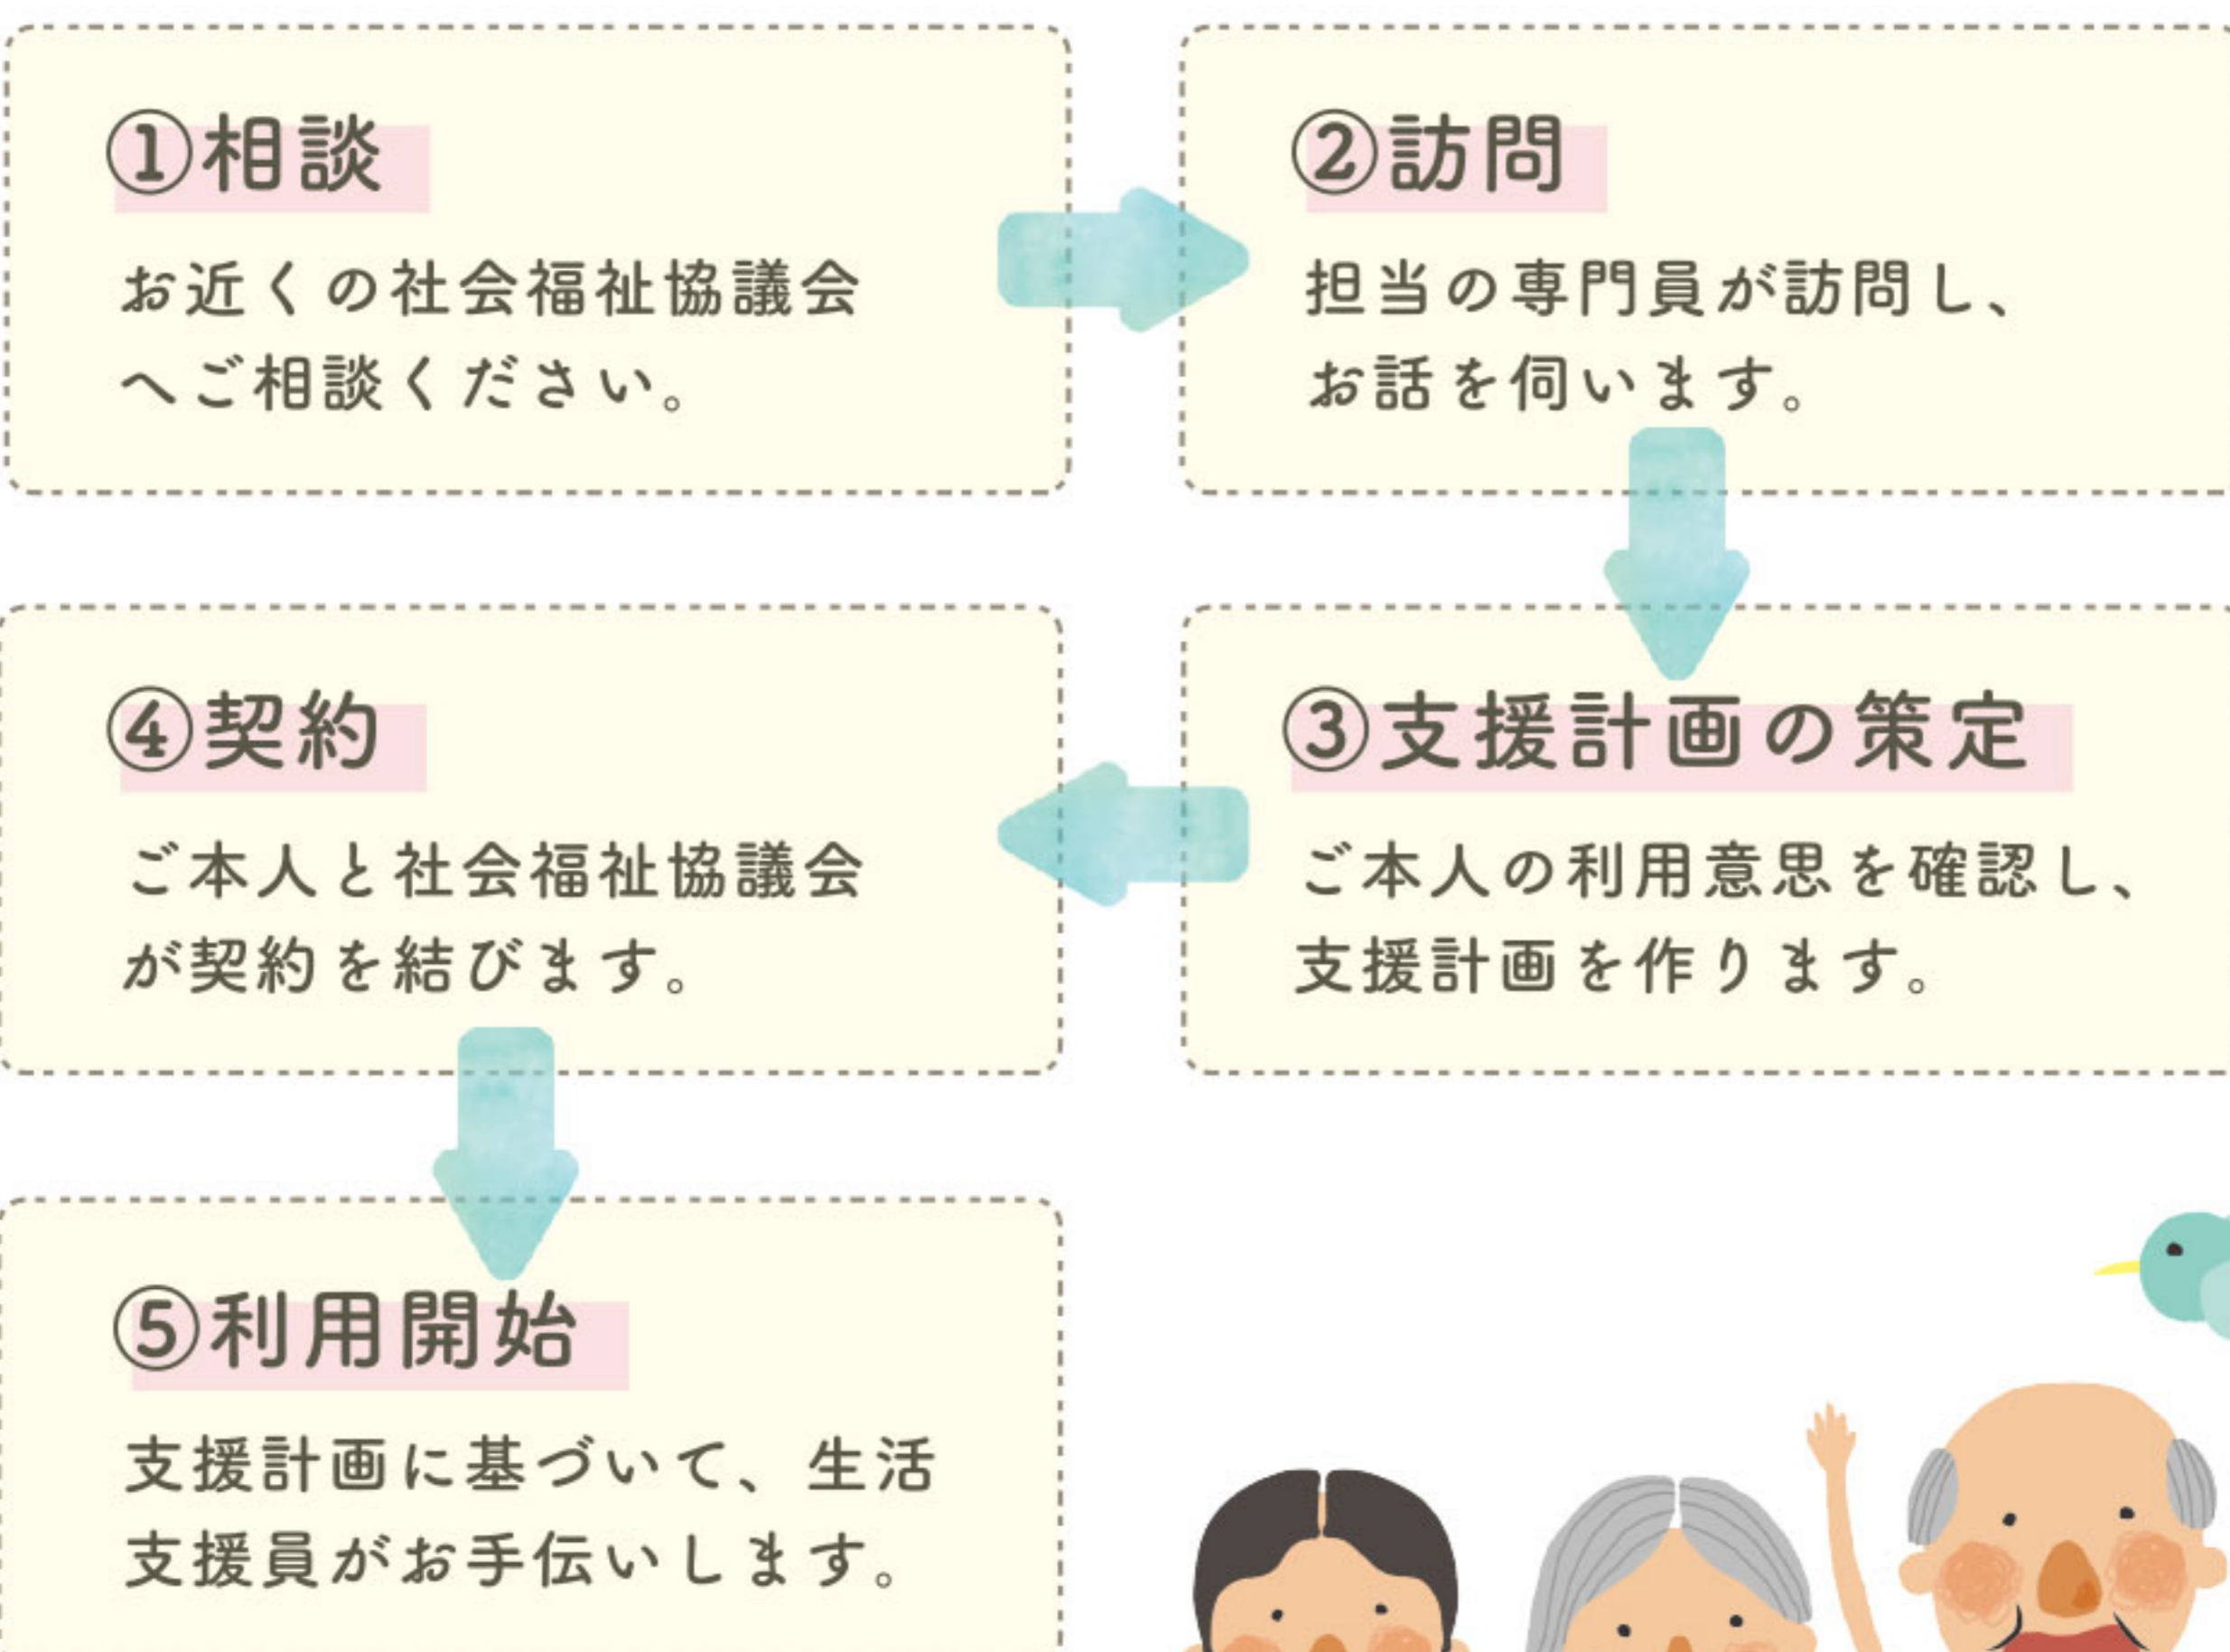 ①相談
お近くの社会福祉協議会
へご相談ください。
②訪問
担当の専門員が訪問し、
お話を伺います。
③支援計画の策定
ご本人の利用意思を確認し、
支援計画を作ります。
④契約
ご本人と社会福祉協議会
が契約を結びます。
⑤利用開始
支援計画に基づいて、生活
支援員がお手伝いします。